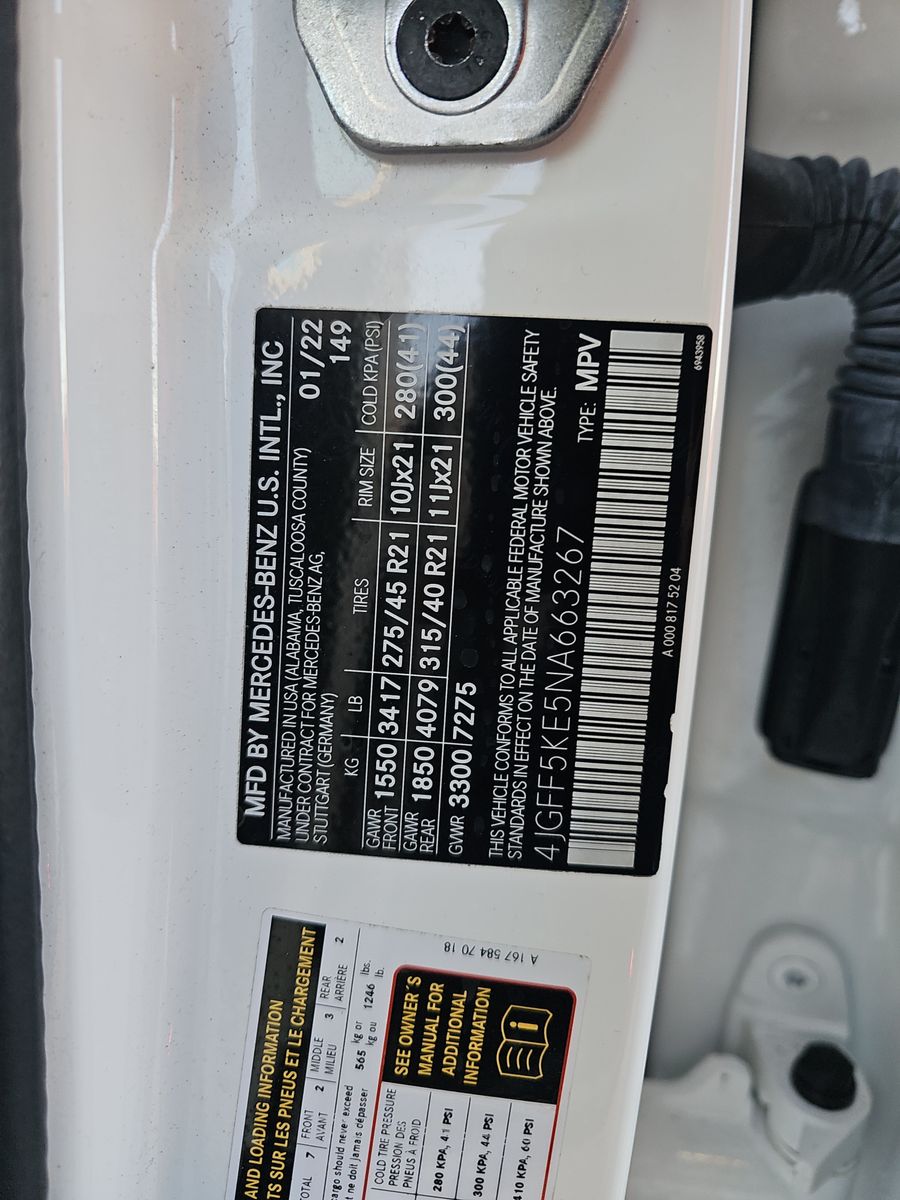 MFD BY MERCEDES-BENZ U.S. INTL., INC
MANUFACTURED IN USA (ALABAMA, TUSCALOOSA COUNTY) 01/22
UNDER CONTRACT FOR MERCEDES-BENZ AG, 149
STUTTGART (GERMANY)
KG LB TIRES RIM SIZE COLD KPA (PSI)
GAWR FRONT 1550 3417 275/45 R21 10Jx21 280(41)
GAWR REAR 1850 4079 315/40 R21 11Jx21 300(44)
GVWR 3300 7275
THIS VEHICLE CONFORMS TO ALL APPLICABLE FEDERAL MOTOR VEHICLE SAFETY
STANDARDS IN EFFECT ON THE DATE OF MANUFACTURE SHOWN ABOVE.
4JGFF5KE5NA663267 TYPE: MPV
A 000 817 52 04 6943958
AND LOADING INFORMATION
TS SUR LES PNEUS ET LE CHARGEMENT
TOTAL 7 FRONT AVANT 2 MIDDLE MILIEU 3 REAR ARRIÈRE 2
cargo should never exceed 565 kg or 1246 lbs.
t ne doit jamais dépasser kg ou lb.
COLD TIRE PRESSURE
PRESSION DES
PNEUS À FROID
280 KPA, 41 PSI
300 KPA, 44 PSI
410 KPA, 60 PSI
SEE OWNER'S
MANUAL FOR
ADDITIONAL
INFORMATION
A 167 584 70 18